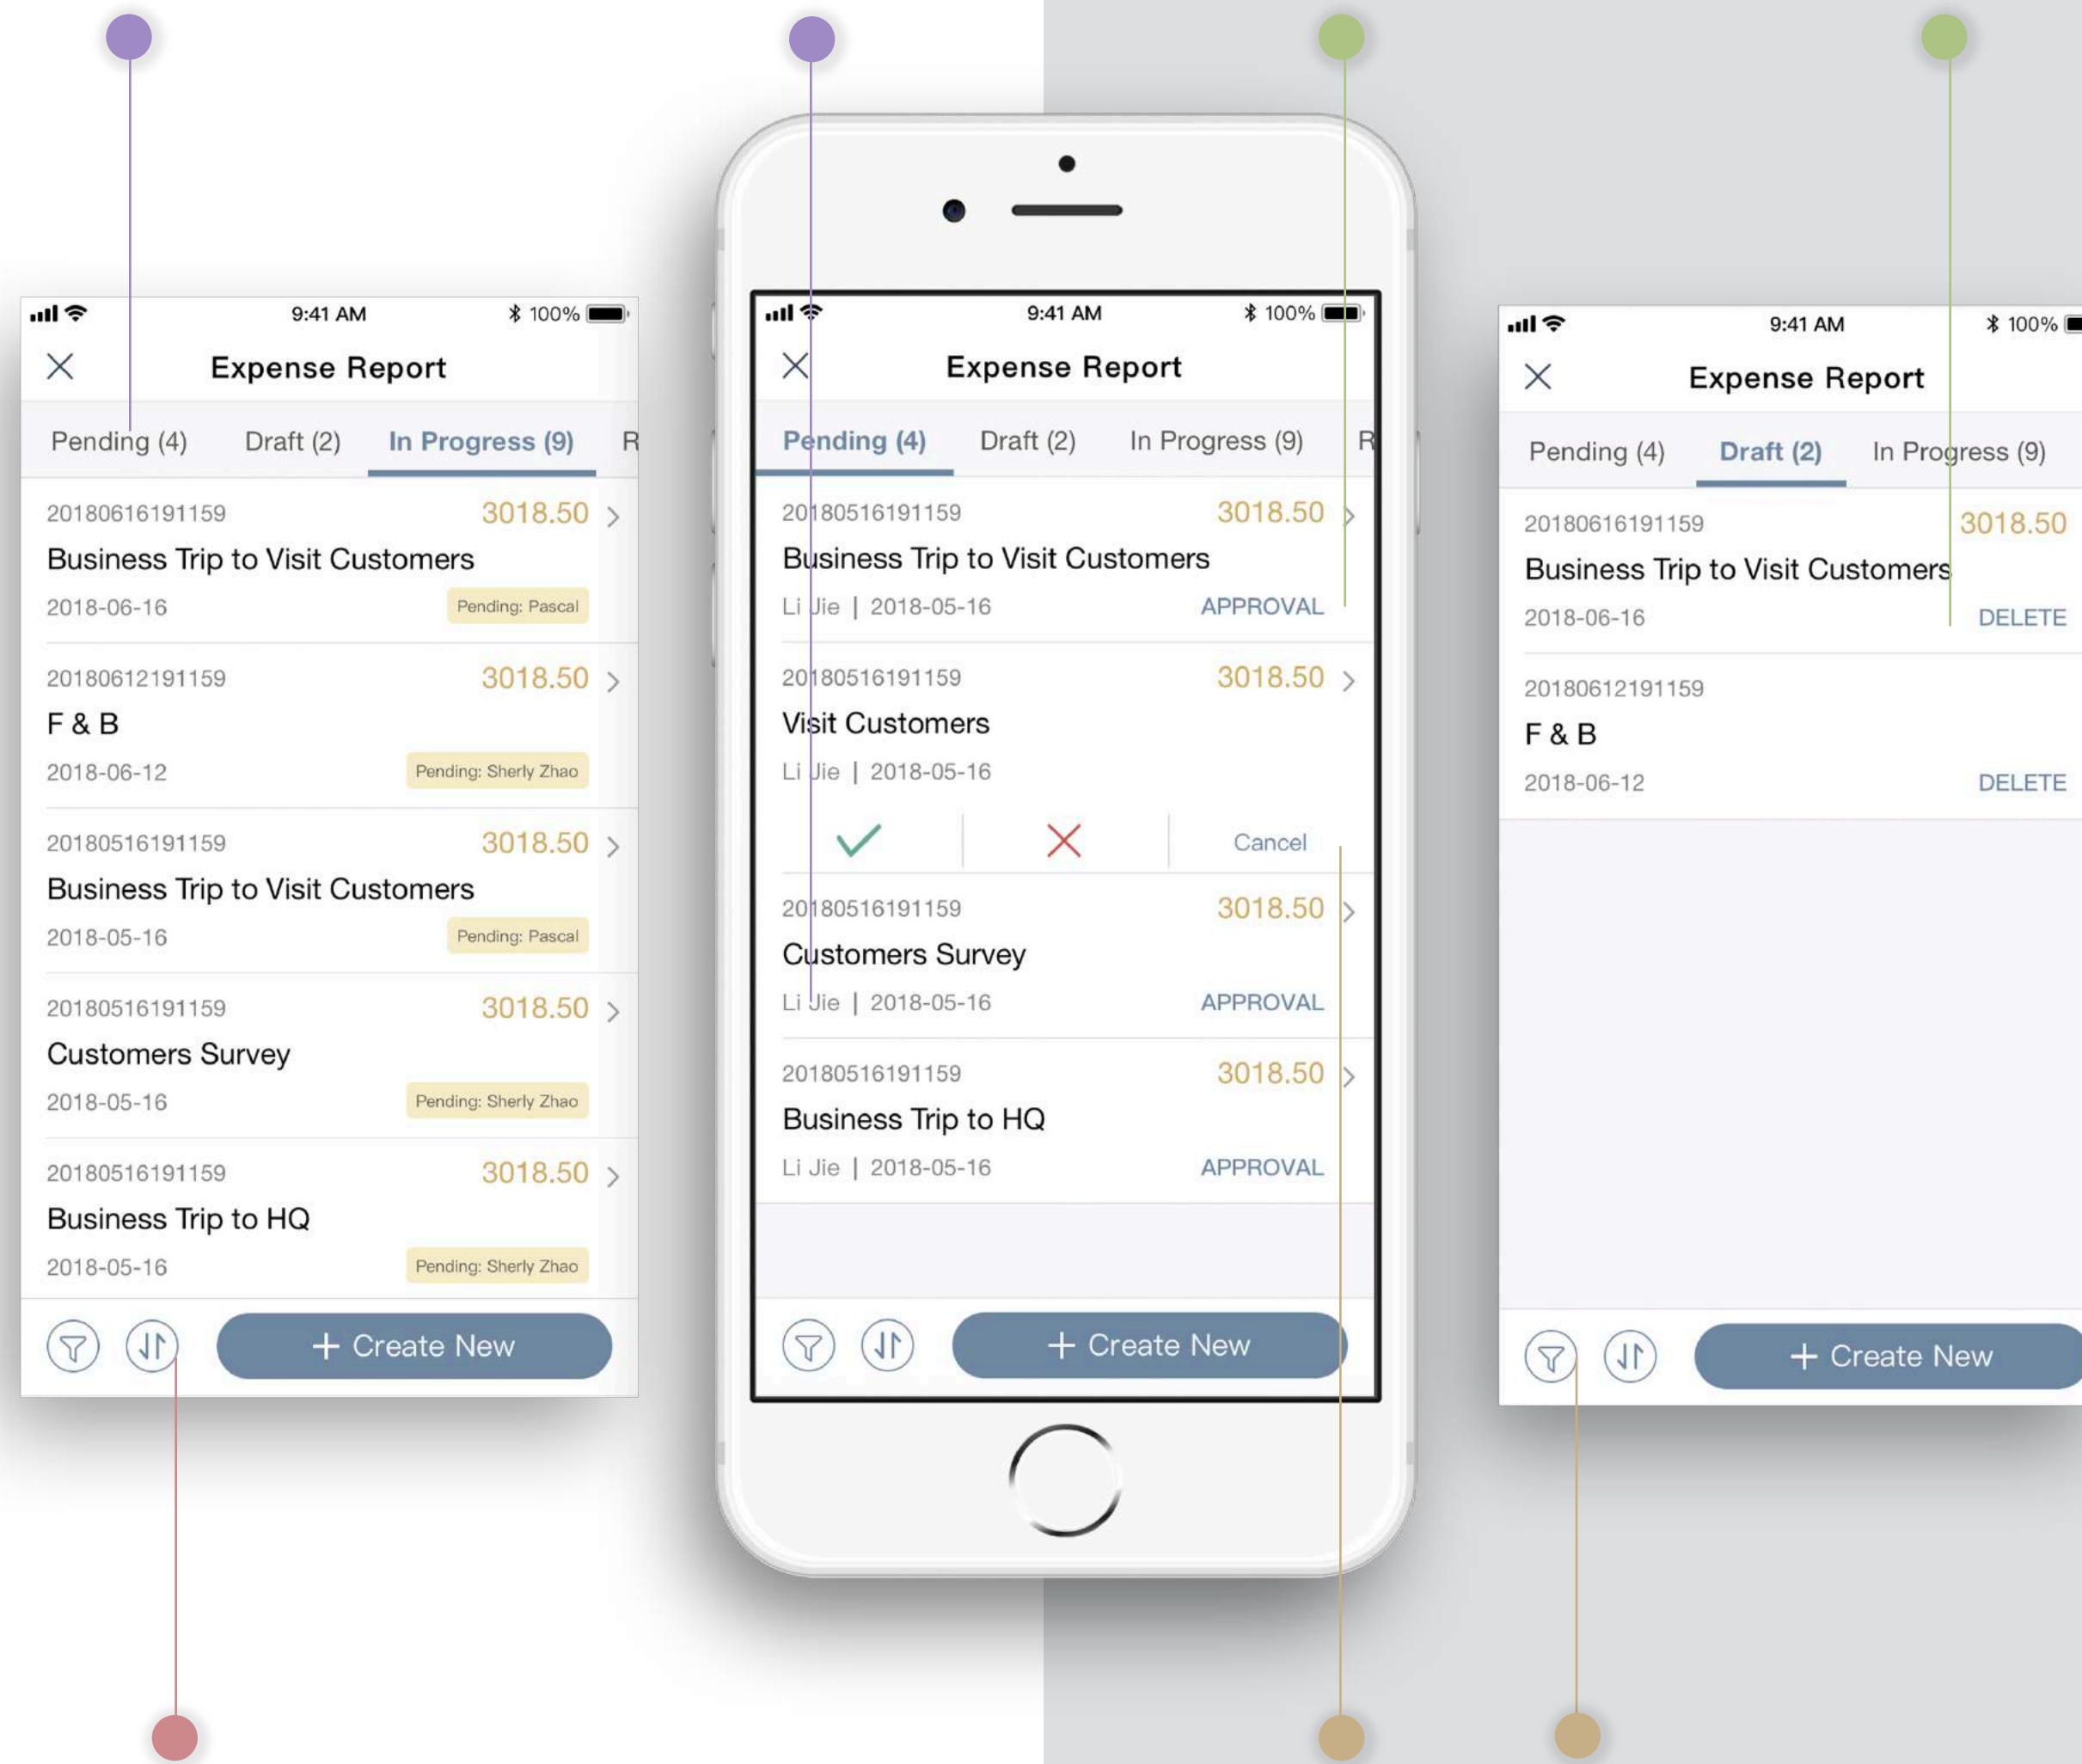 9:41 AM 100%
Expense Report
Pending (4) Draft (2) In Progress (9) R
20180616191159 3018.50
Business Trip to Visit Customers
2018-06-16 Pending: Pascal
20180612191159 3018.50
F & B
2018-06-12 Pending: Sherly Zhao
20180516191159 3018.50
Business Trip to Visit Customers
2018-05-16 Pending: Pascal
20180516191159 3018.50
Customers Survey
2018-05-16 Pending: Sherly Zhao
20180516191159 3018.50
Business Trip to HQ
2018-05-16 Pending: Sherly Zhao
+ Create New
9:41 AM 100%
Expense Report
Pending (4) Draft (2) In Progress (9) R
20180516191159 3018.50
Business Trip to Visit Customers
Li Jie | 2018-05-16 APPROVAL
20180516191159 3018.50
Visit Customers
Li Jie | 2018-05-16
Cancel
20180516191159 3018.50
Customers Survey
Li Jie | 2018-05-16 APPROVAL
20180516191159 3018.50
Business Trip to HQ
Li Jie | 2018-05-16 APPROVAL
+ Create New
9:41 AM 100%
Expense Report
Pending (4) Draft (2) In Progress (9)
20180616191159 3018.50
Business Trip to Visit Customers
2018-06-16 DELETE
20180612191159
F & B
2018-06-12 DELETE
+ Create New